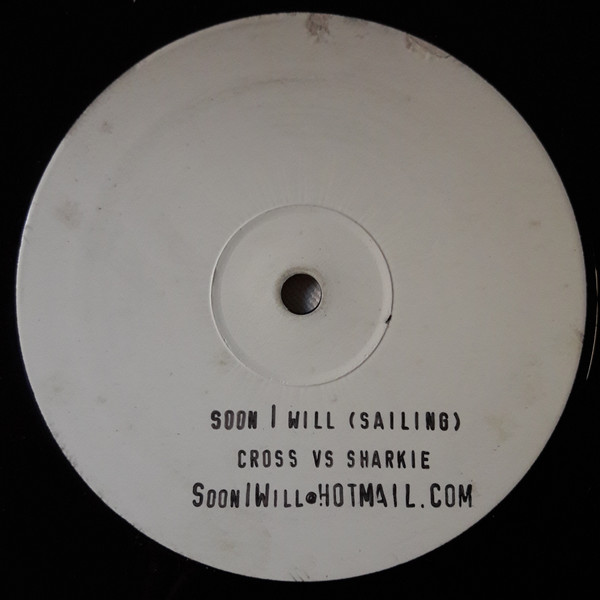 SOON I WILL (SAILING)
CROSS VS SHARKIE
SOONIWILL@HOTMAIL.COM